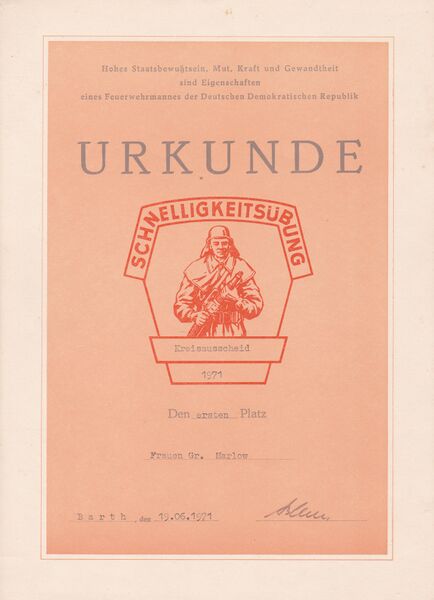 Hohes Staatsbewußtsein, Mut, Kraft und Gewandtheit
sind Eigenschaften
eines Feuerwehrmannes der Deutschen Demokratischen Republik
URKUNDE
SCHNELLIGKEITSÜBUNG
Kreisausscheid
1971
Den ersten Platz
Frauen Gr. Marlow
Barth, den 19.06.1971